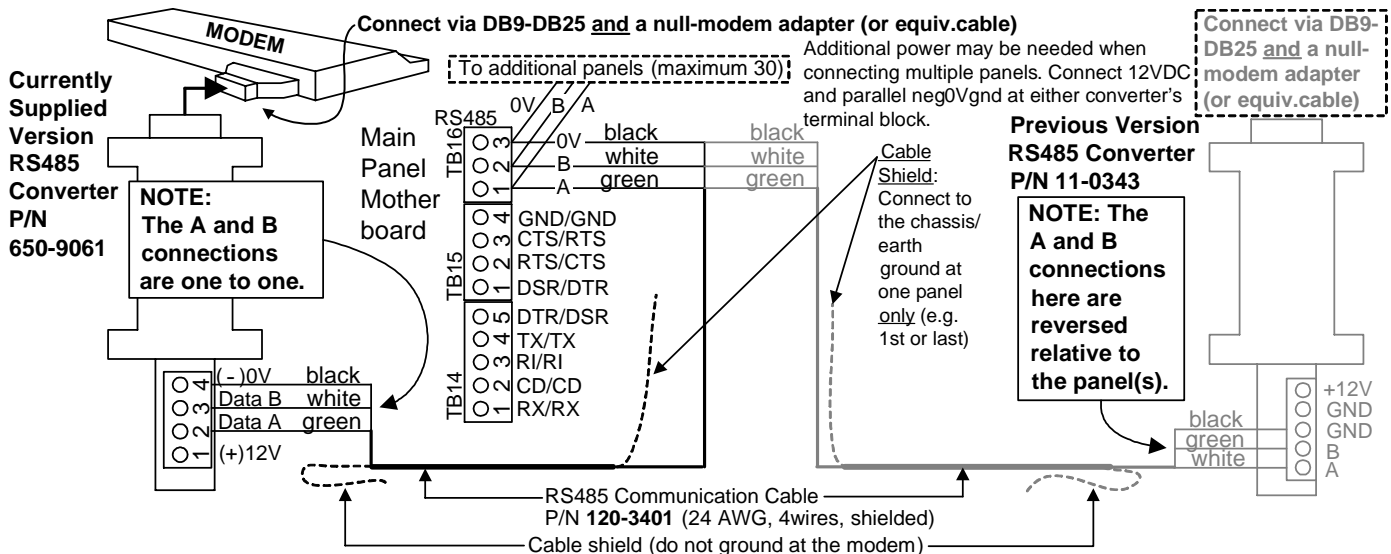 Connect via DB9-DB25 and a null-modem adapter (or equiv.cable)
MODEM
Currently
Supplied
Version
RS485
Converter
P/N
650-9061
NOTE:
The A and B
connections
are one to one.
To additional panels (maximum 30)
Additional power may be needed when
connecting multiple panels. Connect 12VDC
and parallel neg0Vgnd at either converter's
terminal block.
Connect via DB9-
DB25 and a null-
modem adapter
(or equiv.cable)
Main
Panel
Mother
board
RS485
0V
B
A
TB16
3
0V
black
black
2
B
white
white
1
A
green
green
TB15
4
GND/GND
3
CTS/RTS
2
RTS/CTS
1
DSR/DTR
TB14
5
DTR/DSR
4
TX/TX
3
RI/RI
2
CD/CD
1
RX/RX
Cable
Shield:
Connect to
the chassis/
earth
ground at
one panel
only (e.g.
1st or last)
Previous Version
RS485 Converter
P/N 11-0343
NOTE: The
A and B
connections
here are
reversed
relative to
the panel(s).
4
(-)0V
black
3
Data B
white
2
Data A
green
1
(+)12V
+12V
GND
black
GND
green
B
white
A
RS485 Communication Cable
P/N 120-3401 (24 AWG, 4wires, shielded)
Cable shield (do not ground at the modem)